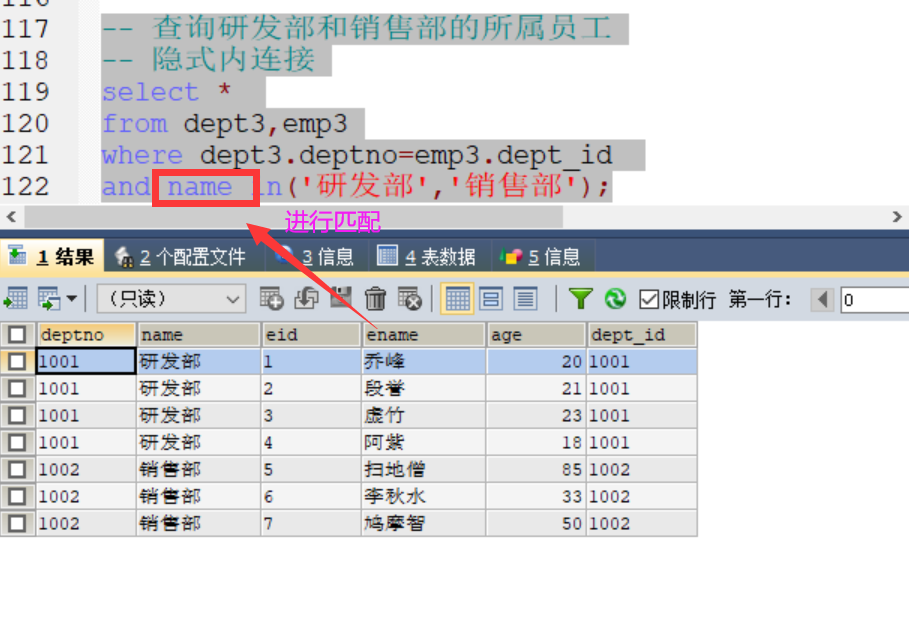 116
117 -- 查询研发部和销售部的所属员工
118 -- 隐式内连接
119 select *
120 from dept3,emp3
121 where dept3.deptno=emp3.dept_id
122 and name in('研发部','销售部');
进行匹配
1 结果 2 个配置文件 3 信息 4 表数据 5 信息
（只读） 限制行 第一行: 0
deptno name eid ename age dept_id
1001 研发部 1 乔峰 20 1001
1001 研发部 2 段誉 21 1001
1001 研发部 3 虚竹 23 1001
1001 研发部 4 阿紫 18 1001
1002 销售部 5 扫地僧 85 1002
1002 销售部 6 李秋水 33 1002
1002 销售部 7 鸠摩智 50 1002